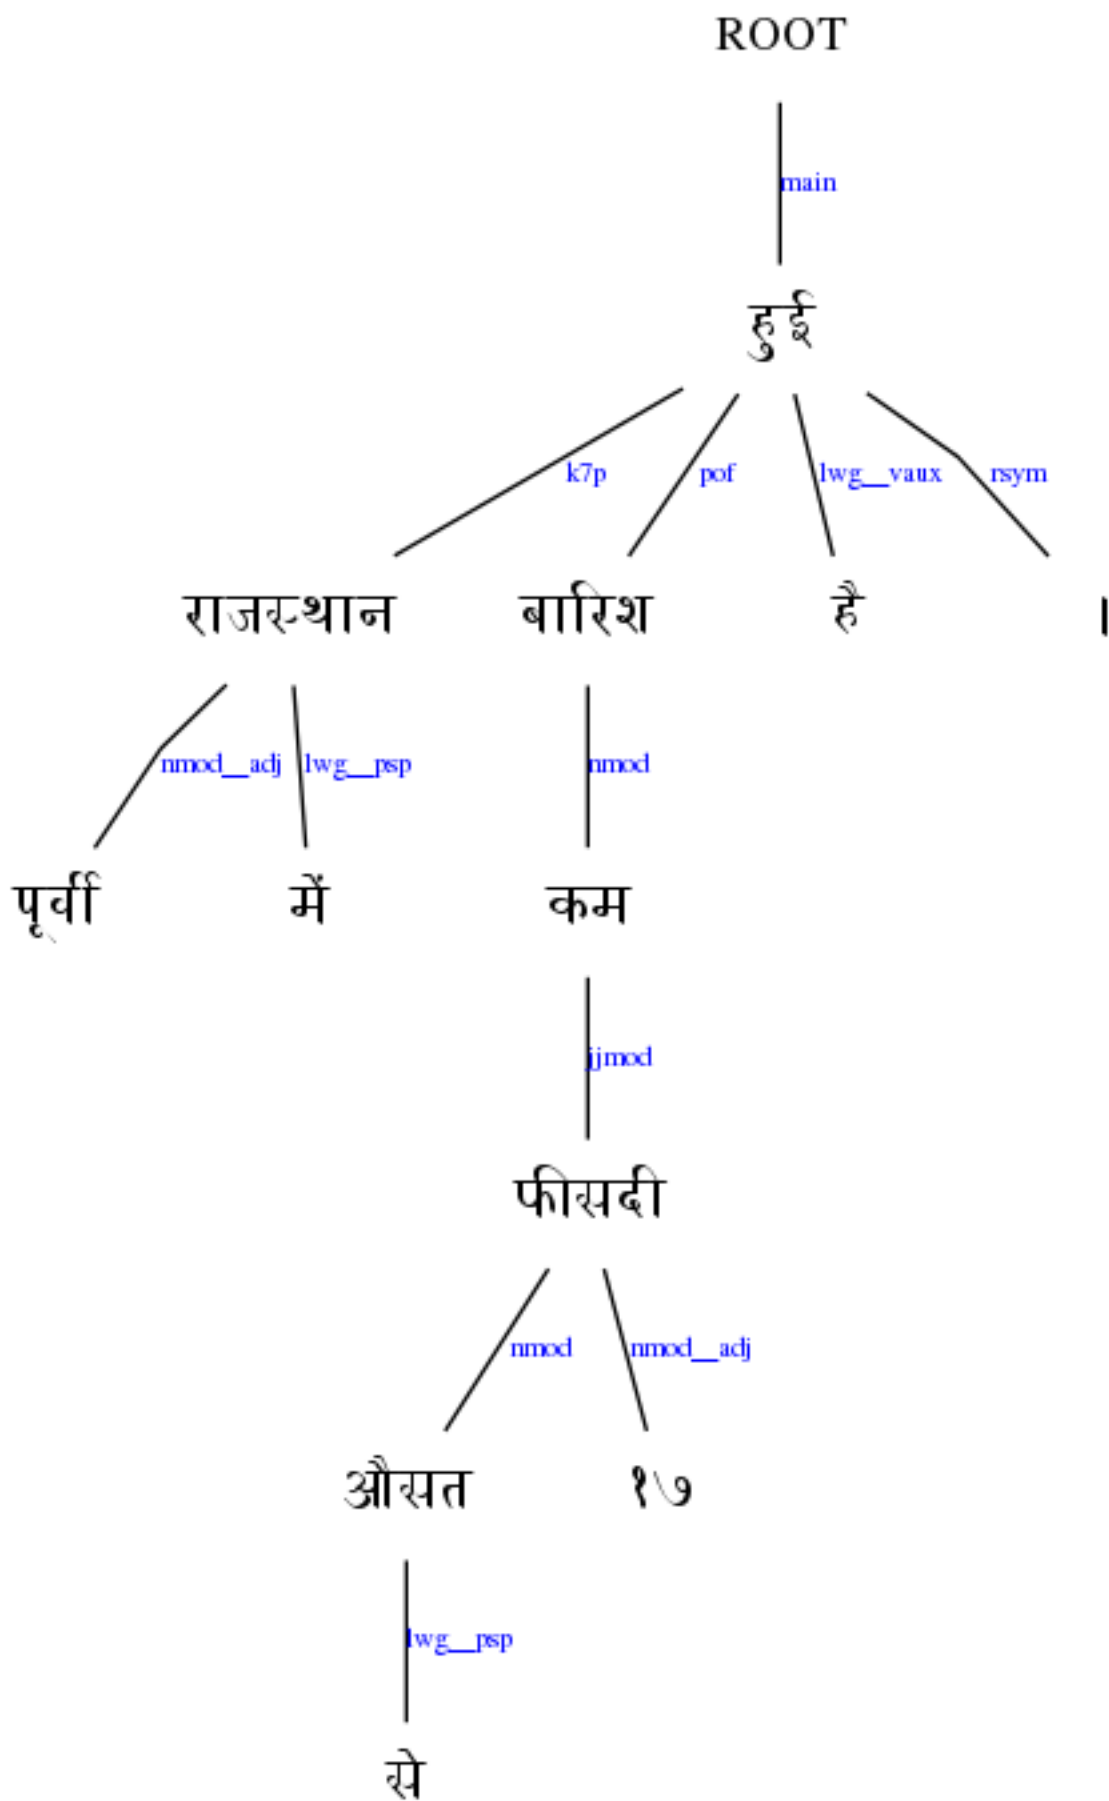 ROOT
main
हुई
k7p pof lwg__vaux rsym
राजस्थान बारिश है ।
nmod__adj lwg__psp nmod
पूर्वी में कम
jjmod
फीसदी
nmod nmod__adj
औसत १७
lwg__psp
से